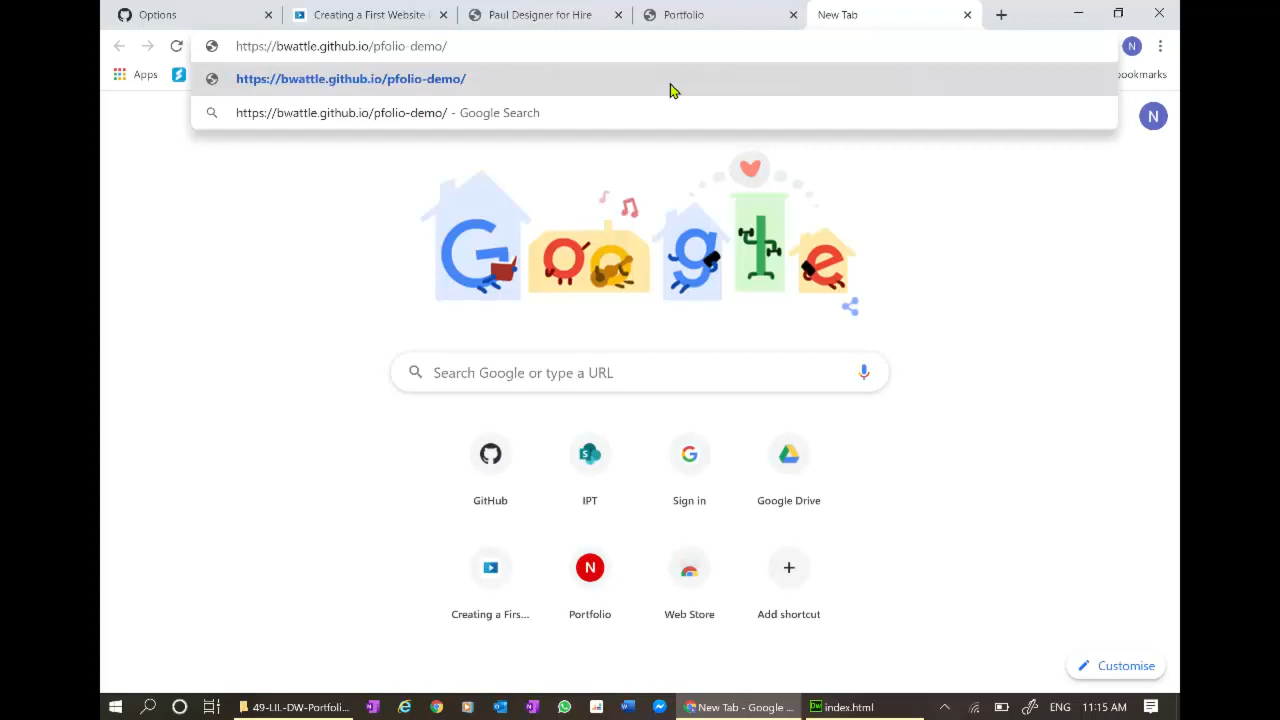 Options
Creating a First Website
Paul Designer for Hire
Portfolio
New Tab
https://bwattle.github.io/pfolio-demo/
N
Apps
ookmarks
https://bwattle.github.io/pfolio-demo/
https://bwattle.github.io/pfolio-demo/ - Google Search
N
Google
Search Google or type a URL
GitHub
IPT
Sign in
Google Drive
N
Creating a Firs...
Portfolio
Web Store
Add shortcut
Customise
49-LIL-DW-Portfoli...
New Tab - Google ...
Dw index.html
ENG
11:15 AM